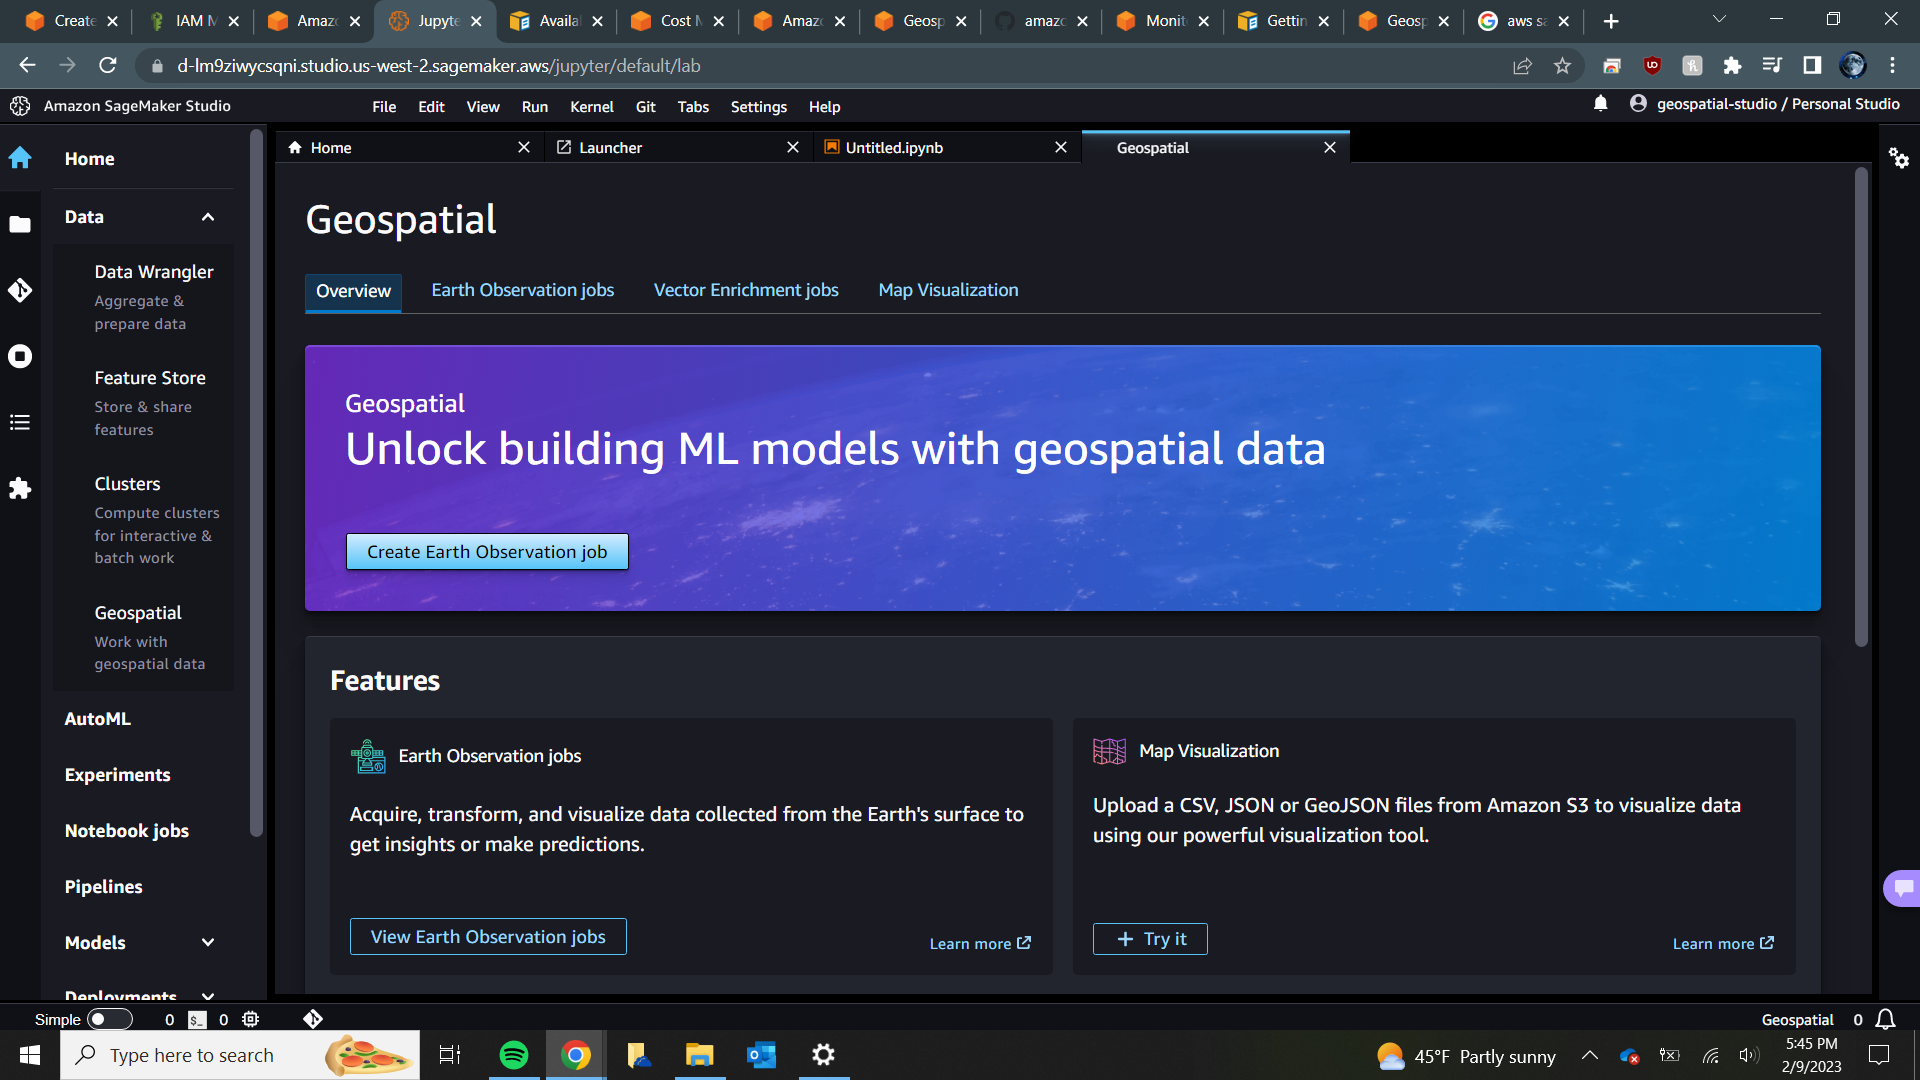 Create
IAM M
Amazo
Jupyte
Availa
Cost M
Amazo
Geosp
amazo
Monit
Gettin
Geosp
aws sa
d-lm9ziwycsqni.studio.us-west-2.sagemaker.aws/jupyter/default/lab
Amazon SageMaker Studio
File Edit View Run Kernel Git Tabs Settings Help
geospatial-studio / Personal Studio
Home
Launcher
Untitled.ipynb
Geospatial
Home
Data
Data Wrangler
Aggregate &
prepare data
Feature Store
Store & share
features
Clusters
Compute clusters
for interactive &
batch work
Geospatial
Work with
geospatial data
AutoML
Experiments
Notebook jobs
Pipelines
Models
Deployments
Geospatial
Overview
Earth Observation jobs
Vector Enrichment jobs
Map Visualization
Geospatial
Unlock building ML models with geospatial data
Create Earth Observation job
Features
Earth Observation jobs
Acquire, transform, and visualize data collected from the Earth's surface to
get insights or make predictions.
View Earth Observation jobs
Learn more
Map Visualization
Upload a CSV, JSON or GeoJSON files from Amazon S3 to visualize data
using our powerful visualization tool.
+ Try it
Learn more
Simple
0
$_
0
Geospatial 0
Type here to search
45°F Partly sunny
5:45 PM
2/9/2023